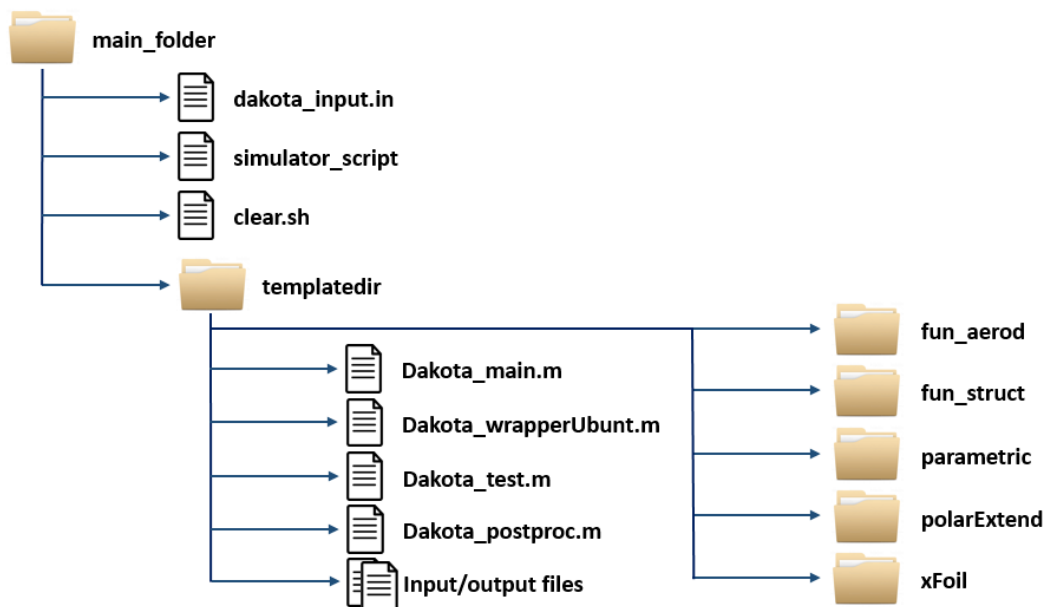 main_folder
dakota_input.in
simulator_script
clear.sh
templatedir
Dakota_main.m
Dakota_wrapperUbunt.m
Dakota_test.m
Dakota_postproc.m
Input/output files
fun_aerod
fun_struct
parametric
polarExtend
xFoil